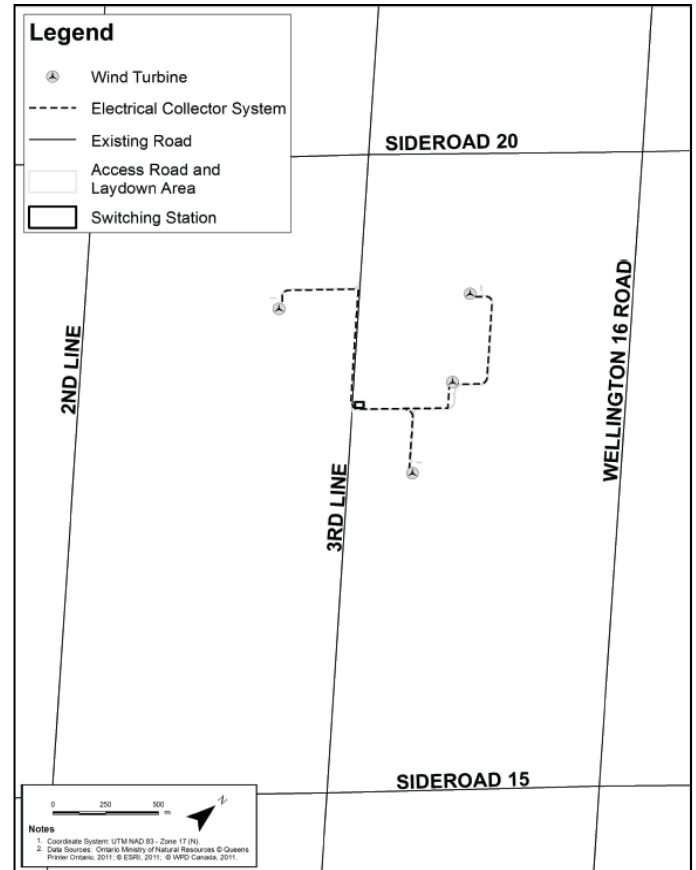 Legend
Wind Turbine
Electrical Collector System
Existing Road
Access Road and
Laydown Area
Switching Station
SIDEROAD 20
2ND LINE
3RD LINE
WELLINGTON 16 ROAD
SIDEROAD 15
0 250 500
m
N
Notes
1. Coordinate System: UTM NAD 83 - Zone 17 (N).
2. Data Sources: Ontario Ministry of Natural Resources © Queens
Printer Ontario, 2011; © ESRI, 2011; © WPD Canada, 2011.